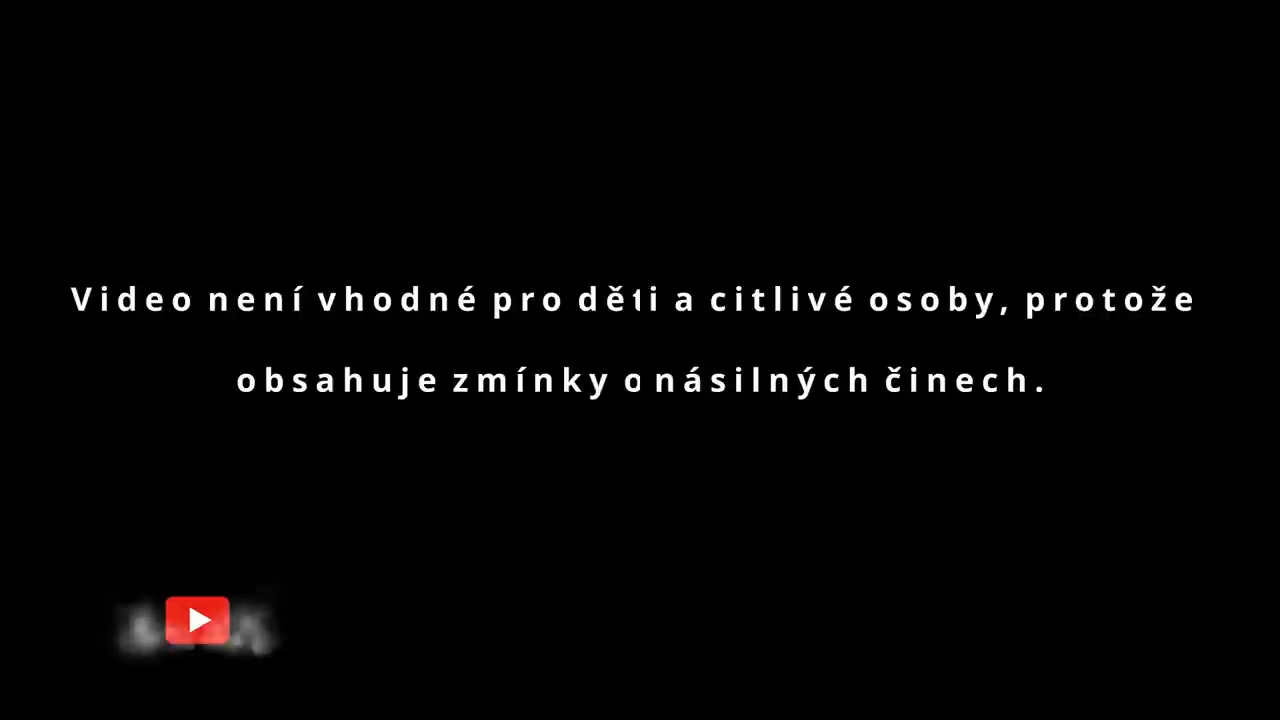 Video není vhodné pro děti a citlivé osoby, protože
obsahuje zmínky o násilných činech.